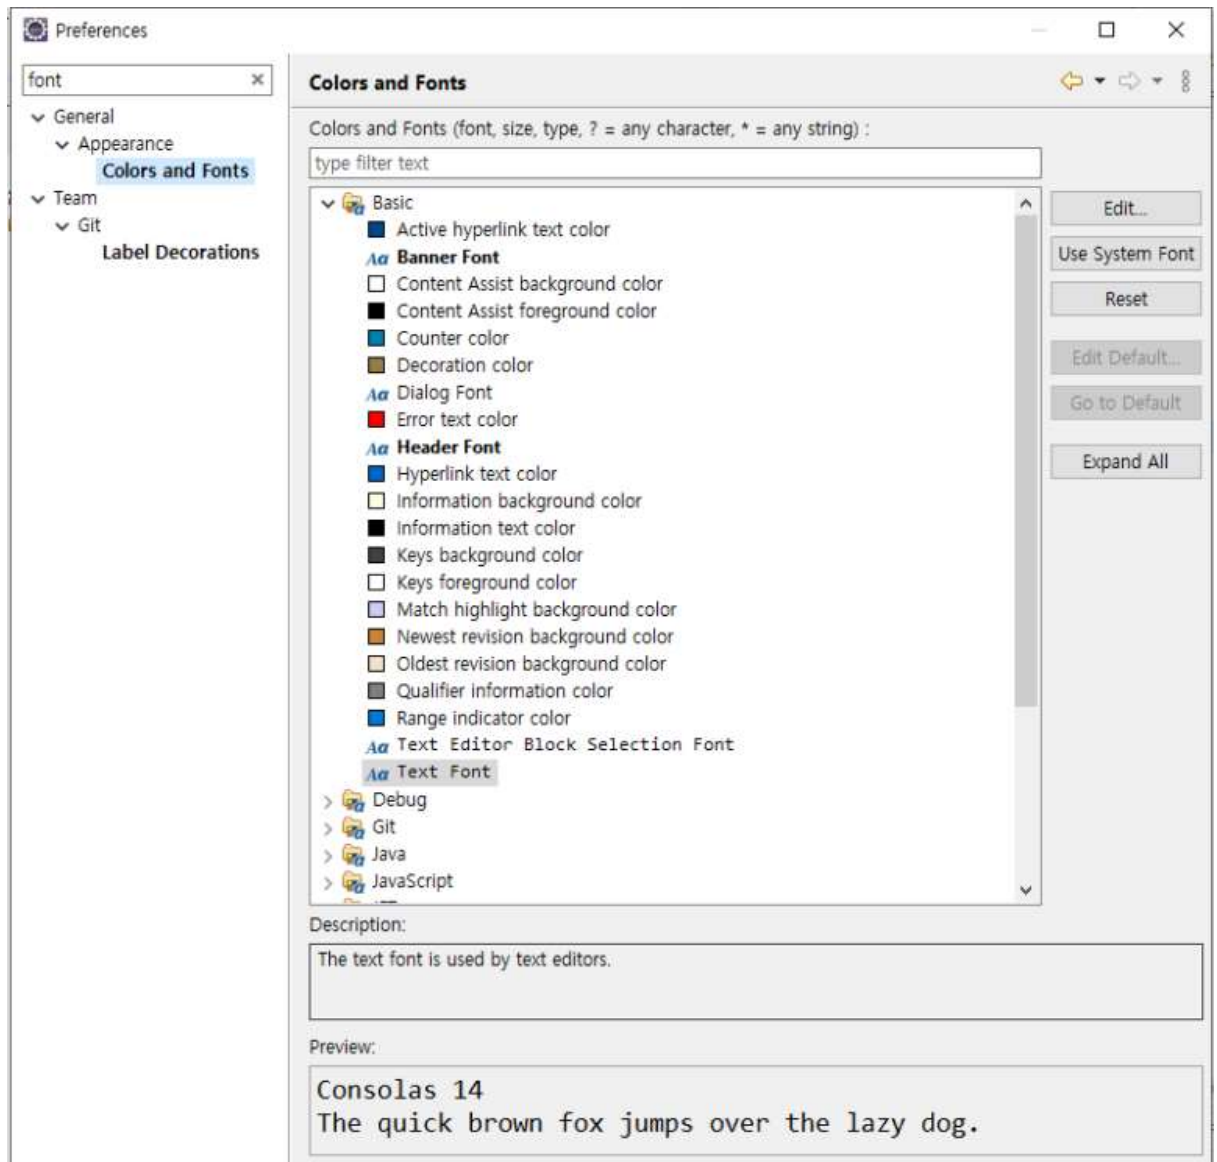 Preferences
font
General
Appearance
Colors and Fonts
Team
Git
Label Decorations
Colors and Fonts
Colors and Fonts (font, size, type, ? = any character, * = any string) :
type filter text
Basic
Active hyperlink text color
Aa Banner Font
Content Assist background color
Content Assist foreground color
Counter color
Decoration color
Aa Dialog Font
Error text color
Aa Header Font
Hyperlink text color
Information background color
Information text color
Keys background color
Keys foreground color
Match highlight background color
Newest revision background color
Oldest revision background color
Qualifier information color
Range indicator color
Aa Text Editor Block Selection Font
Aa Text Font
Debug
Git
Java
JavaScript
Edit...
Use System Font
Reset
Edit Default...
Go to Default
Expand All
Description:
The text font is used by text editors.
Preview:
Consolas 14
The quick brown fox jumps over the lazy dog.